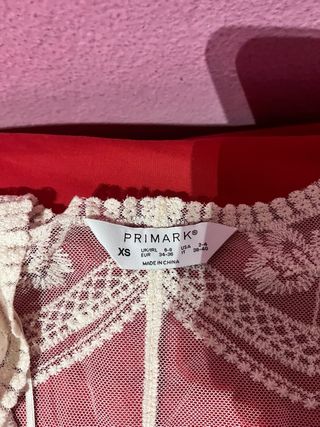 PRIMARK®
XS UK/IRL 6-8 USA 2-4
EUR 34-36 IT 38-40
MADE IN CHINA